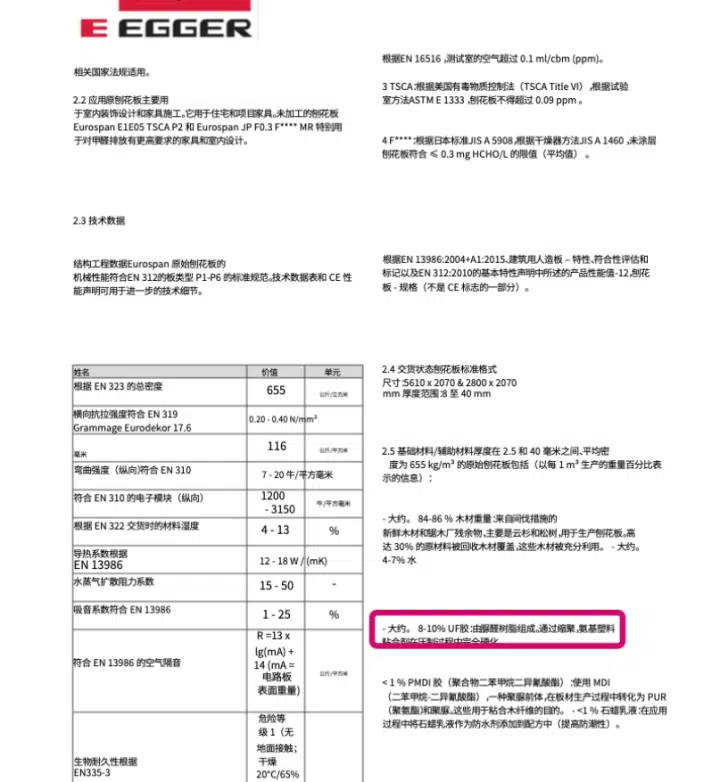 E EGGER
相关国家法规适用。
2.2 应用原刨花板主要用
于室内装饰设计和家具施工。它用于住宅和项目家具。未加工的刨花板
Eurospan E1E05 TSCA P2 和 Eurospan JP F0.3 F**** MR 特别用
于对甲醛排放有更高要求的家具和室内设计。
2.3 技术数据
结构工程数据Eurospan 原始刨花板的
机械性能符合EN 312的板类型 P1-P6 的标准规范。技术数据表和 CE 性
能声明可用于进一步的技术细节。
姓名 价值 单元
根据 EN 323 的总密度 655 公斤/立方米
横向抗拉强度符合 EN 319 0.20 - 0.40 N/mm³
Grammage Eurodekor 17.6
毫米 116 公斤/平方米
弯曲强度（纵向)符合 EN 310 7 - 20 牛/平方毫米
符合 EN 310 的电子模块（纵向） 1200
- 3150 牛/平方毫米
根据 EN 322 交货时的材料湿度 4 - 13 %
导热系数根据
EN 13986 12 - 18 W / (mK)
水蒸气扩散阻力系数 15 - 50 -
吸音系数符合 EN 13986 1 - 25 %
符合 EN 13986 的空气隔音 R =13 x
lg(mA) +
14 (mA =
电路板
表面重量) 公斤/平方米
生物耐久性根据
EN335-3 危险等
级 1（无
地面接触；
干燥
20°C/65%
根据EN 16516 ,测试室的空气超过 0.1 ml/cbm (ppm)。
3 TSCA:根据美国有毒物质控制法（TSCA Title VI）,根据试验
室方法ASTM E 1333 ,刨花板不得超过 0.09 ppm 。
4 F**** :根据日本标准JIS A 5908,根据干燥器方法JIS A 1460 ,未涂层
刨花板符合 ≤ 0.3 mg HCHO/L 的限值（平均值）。
根据EN 13986:2004+A1:2015、建筑用人造板 – 特性、符合性评估和
标记以及EN 312:2010的基本特性声明中所述的产品性能值-12,刨花
板 - 规格（不是 CE 标志的一部分）。
2.4 交货状态刨花板标准格式
尺寸:5610 x 2070 & 2800 x 2070
mm 厚度范围:8 至 40 mm
2.5 基础材料/辅助材料厚度在 2.5 和 40 毫米之间、平均密
度为 655 kg/m³ 的原始刨花板包括（以每 1 m³ 生产的重量百分比表
示的信息）：
- 大约。 84-86 % 木材重量:来自间伐措施的
新鲜木材和锯木厂残余物,主要是云杉和松树,用于生产刨花板。高
达 30% 的原材料被回收木材覆盖,这些木材被充分利用。 - 大约。
4-7% 水
- 大约。 8-10% UF胶:由脲醛树脂组成。通过缩聚,氨基塑料
粘合剂在压制过程中完全硬化
< 1 % PMDI 胶（聚合物二苯甲烷二异氰酸酯）:使用 MDI
（二苯甲烷-二异氰酸酯）,一种聚脲前体,在板材生产过程中转化为 PUR
（聚氨酯)和聚脲。这些用于粘合木纤维的目的。 - <1 % 石蜡乳液:在应用
过程中将石蜡乳液作为防水剂添加到配方中（提高防潮性）。